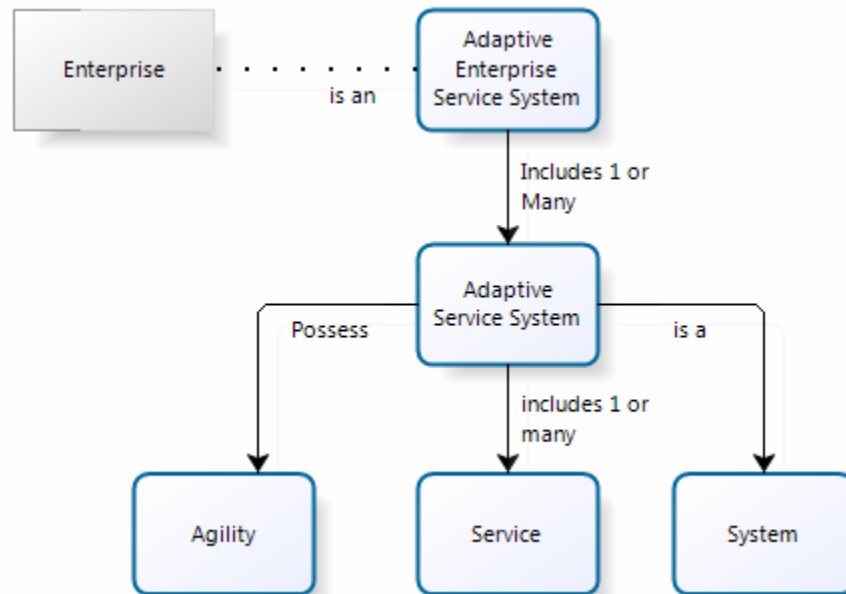 Enterprise
is an
Adaptive
Enterprise
Service System
Includes 1 or
Many
Adaptive
Service System
Possess
is a
includes 1 or
many
Agility
Service
System